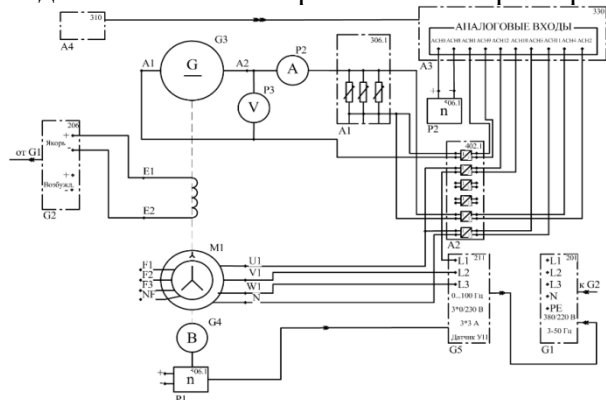 310
A4
330
АНАЛОГОВЫЕ ВХОДЫ
A3
G3
G
A1
A2
P2
A
P3
V
306.1
A1
506.1
n
P2
+
-
206
Якорь
Возбужд.
+
-
+
-
от G1
G2
E1
E2
402.1
A2
M1
F1
F2
F3
NF
U1
V1
W1
N
211
L1
L2
L3
0...100 Гц
3*0/230 В
3*3 А
G5
201
L1
L2
L3
N
PE
380/220 В
3-50 Гц
к G2
G1
G4
B
506.1
n
+
-
P1